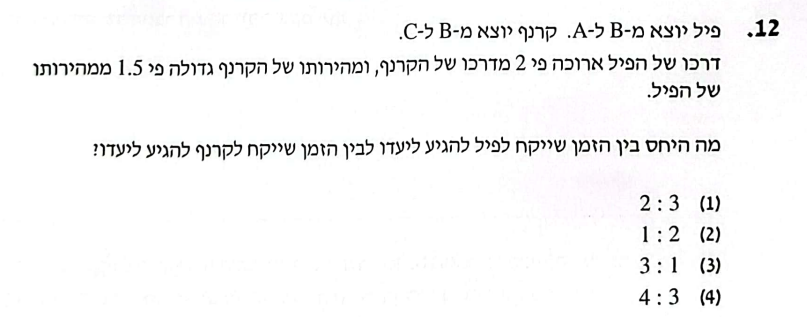 12. פיל יוצא מ-B ל-A. קרנף יוצא מ-B ל-C.
דרכו של הפיל ארוכה פי 2 מדרכו של הקרנף, ומהירותו של הקרנף גדולה פי 1.5 ממהירותו
של הפיל.
מה היחס בין הזמן שייקח לפיל להגיע ליעדו לבין הזמן שייקח לקרנף להגיע ליעדו?
(1) 2 : 3
(2) 1 : 2
(3) 3 : 1
(4) 4 : 3